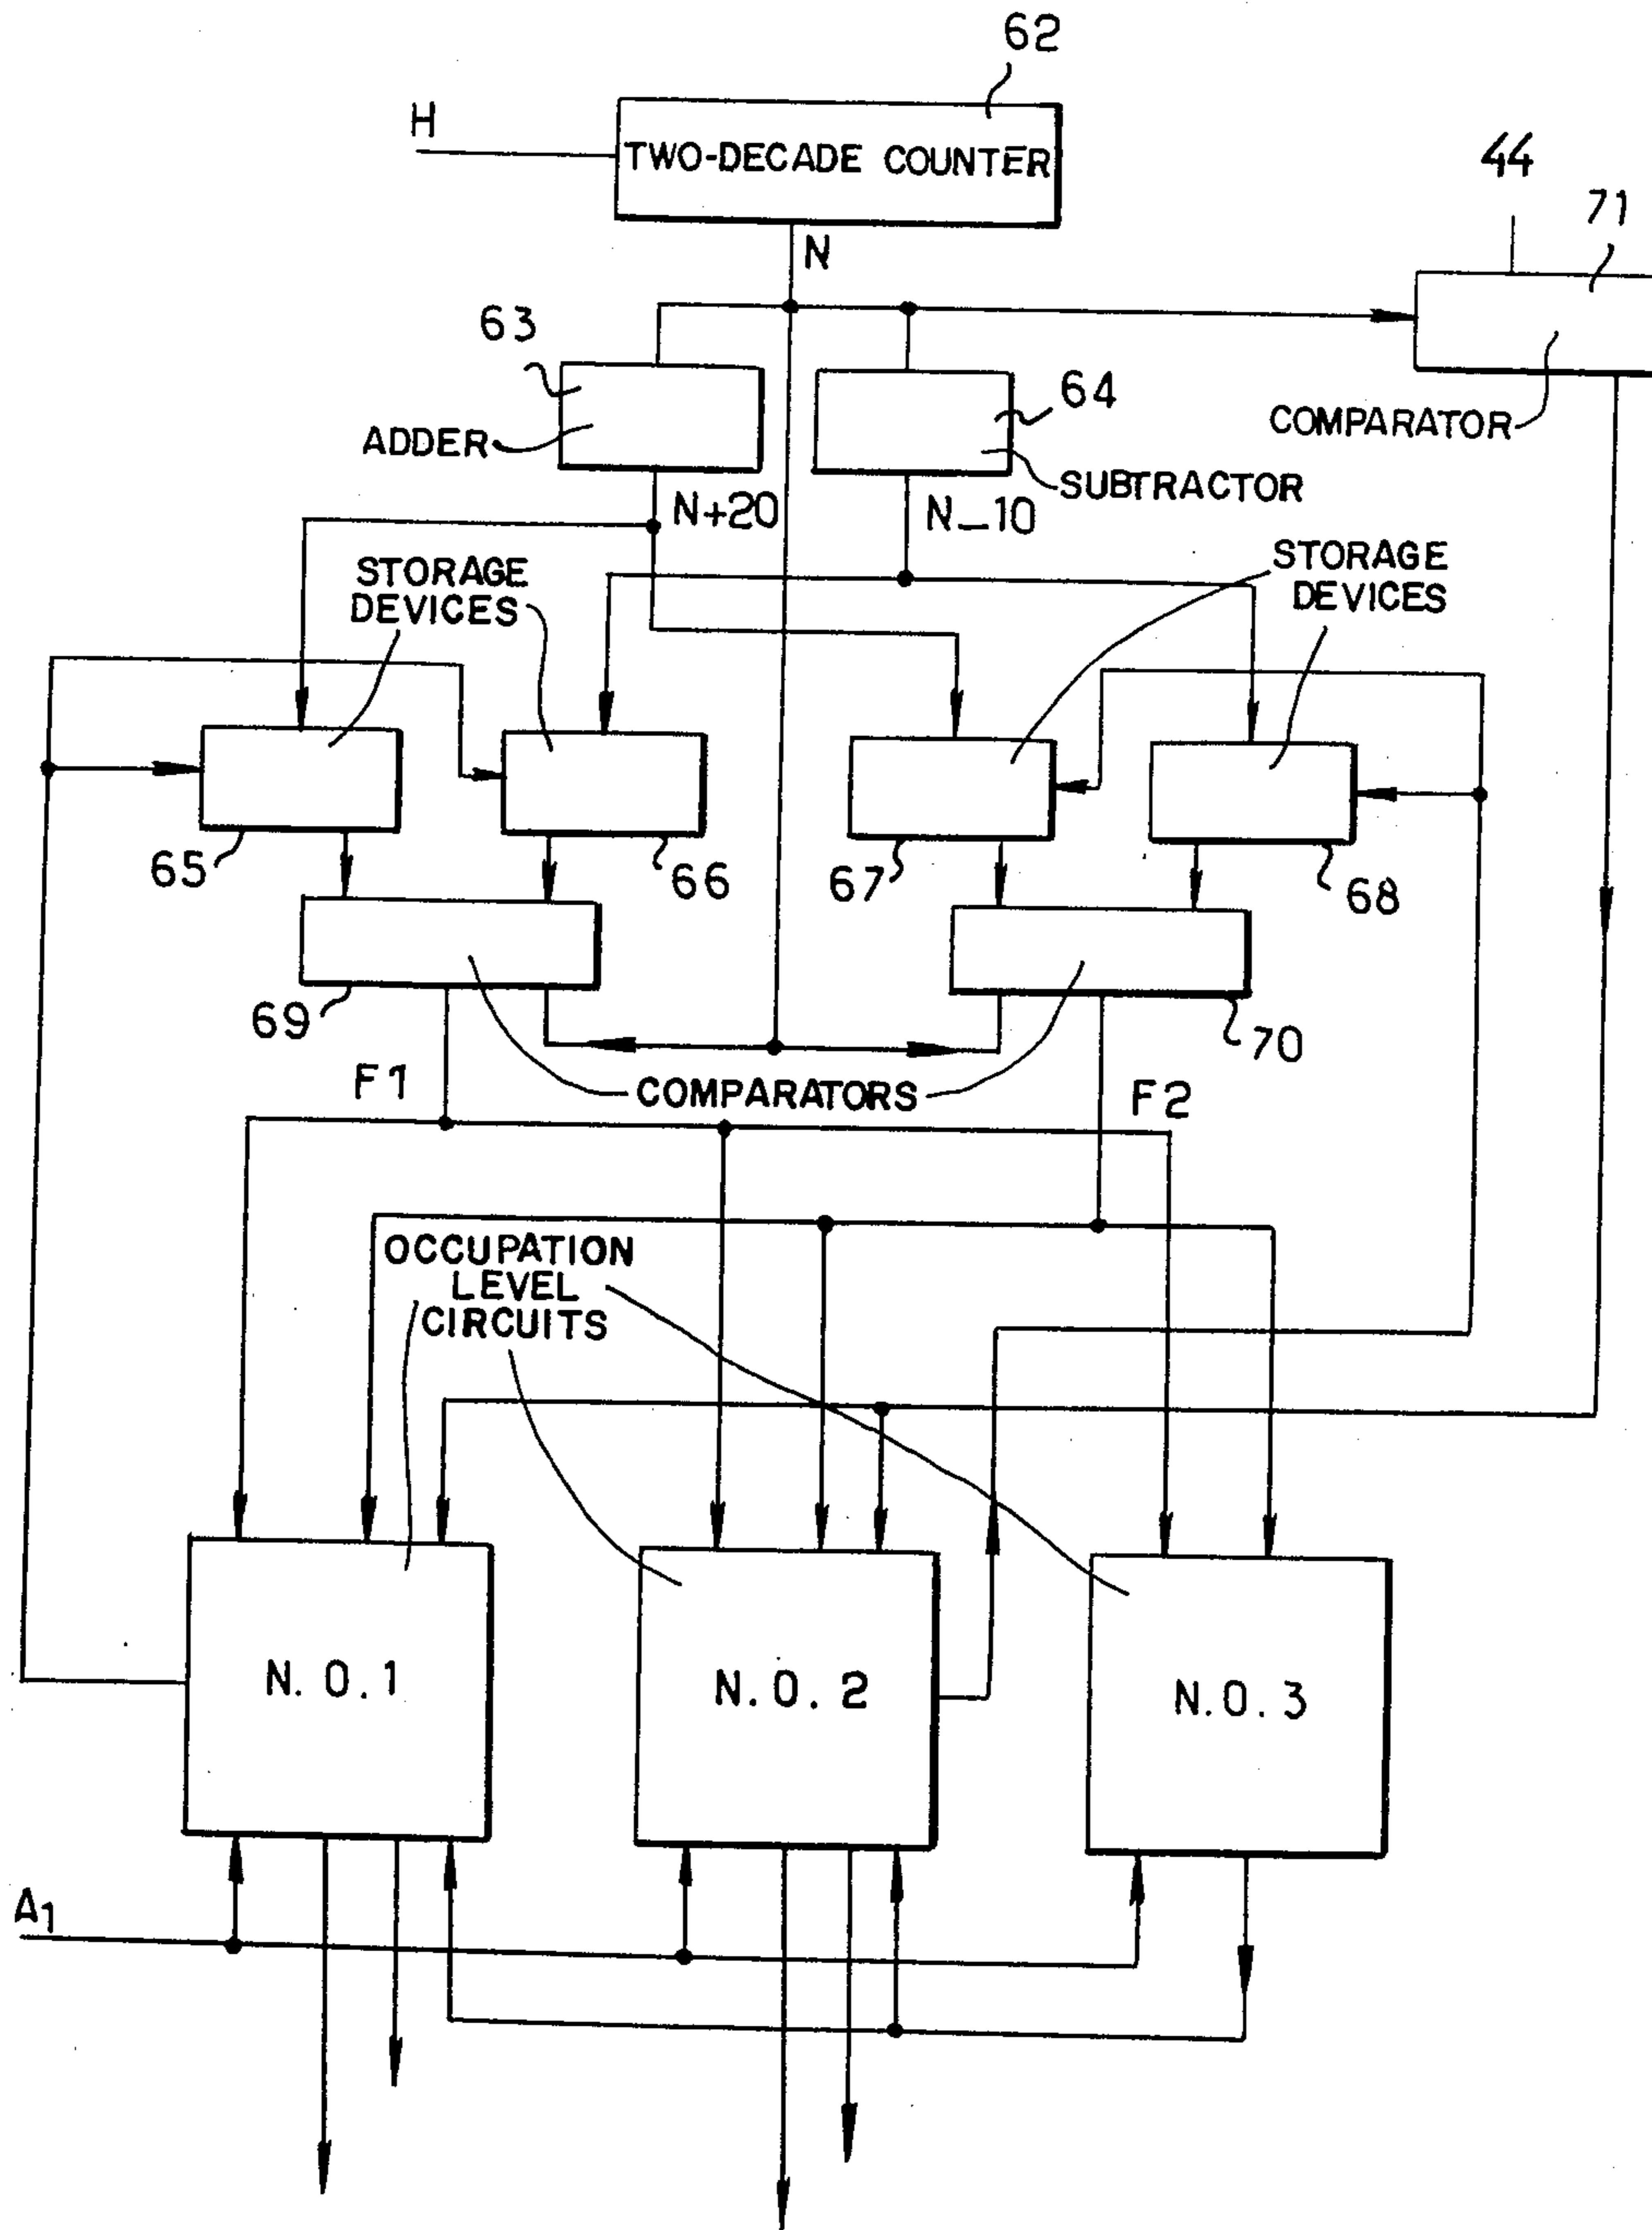 62
H
TWO-DECADE COUNTER
44
71
N
63
64
ADDER
COMPARATOR
SUBTRACTOR
N+20
N-10
STORAGE
DEVICES
STORAGE
DEVICES
65
66
67
68
69
70
F1
COMPARATORS
F2
OCCUPATION
LEVEL
CIRCUITS
N.O.1
N.O.2
N.O.3
A1